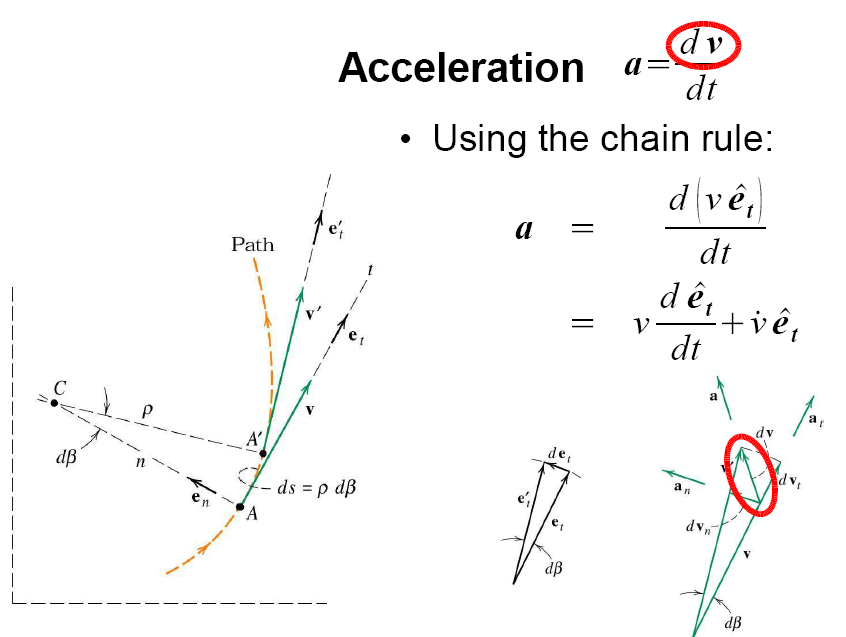 Acceleration a = dv/dt
• Using the chain rule:
a = d(v ê_t)/dt
= v dê_t/dt + v̇ ê_t
Path
e′_t
t
v′
e_t
v
C
ρ
A′
dβ
n
ds = ρ dβ
e_n
A
de_t
e′_t
e_t
dβ
a
a_t
dv
v′
dv_t
a_n
dv_n
v
dβ